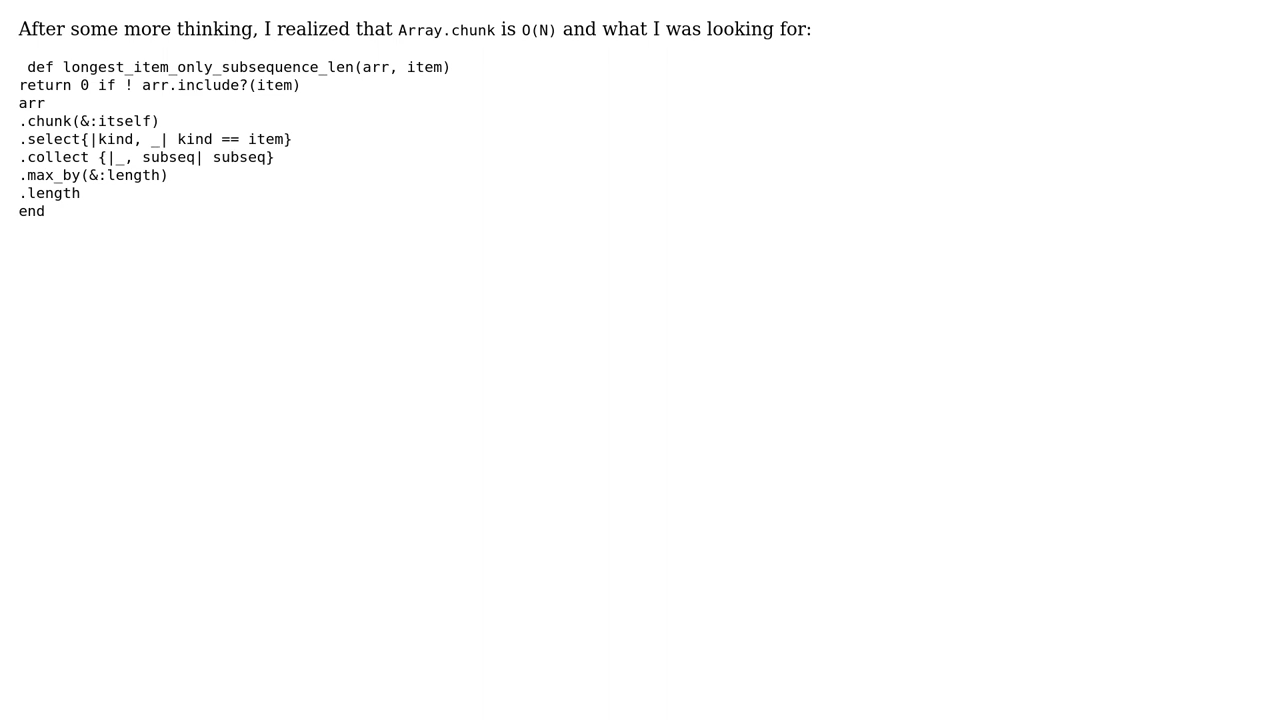 After some more thinking, I realized that Array.chunk is O(N) and what I was looking for:
def longest_item_only_subsequence_len(arr, item)
return 0 if ! arr.include?(item)
arr
.chunk(&:itself)
.select{|kind, _| kind == item}
.collect {|_, subseq| subseq}
.max_by(&:length)
.length
end